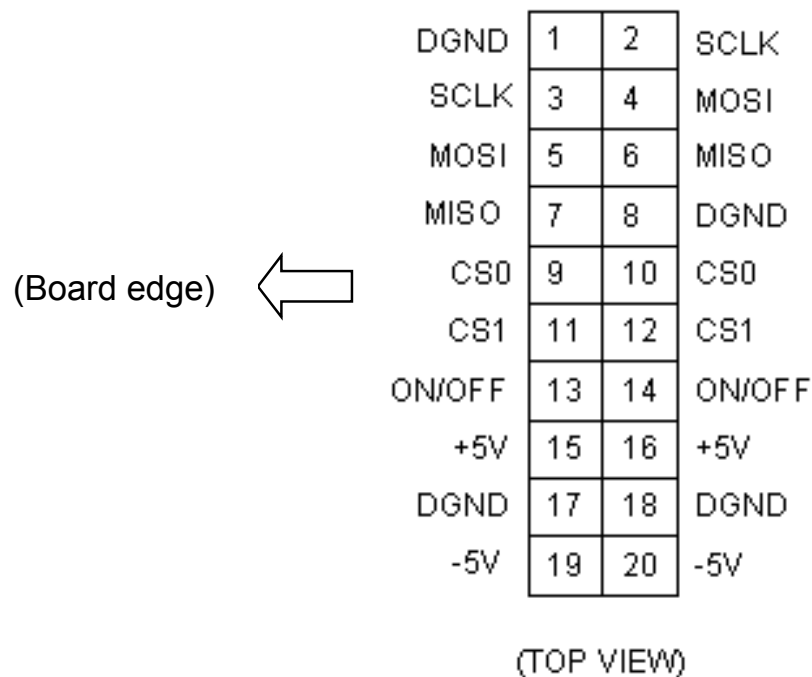 DGND 1 2 SCLK
SCLK 3 4 MOSI
MOSI 5 6 MISO
MISO 7 8 DGND
(Board edge) CS0 9 10 CS0
CS1 11 12 CS1
ON/OFF 13 14 ON/OFF
+5V 15 16 +5V
DGND 17 18 DGND
-5V 19 20 -5V
(TOP VIEW)